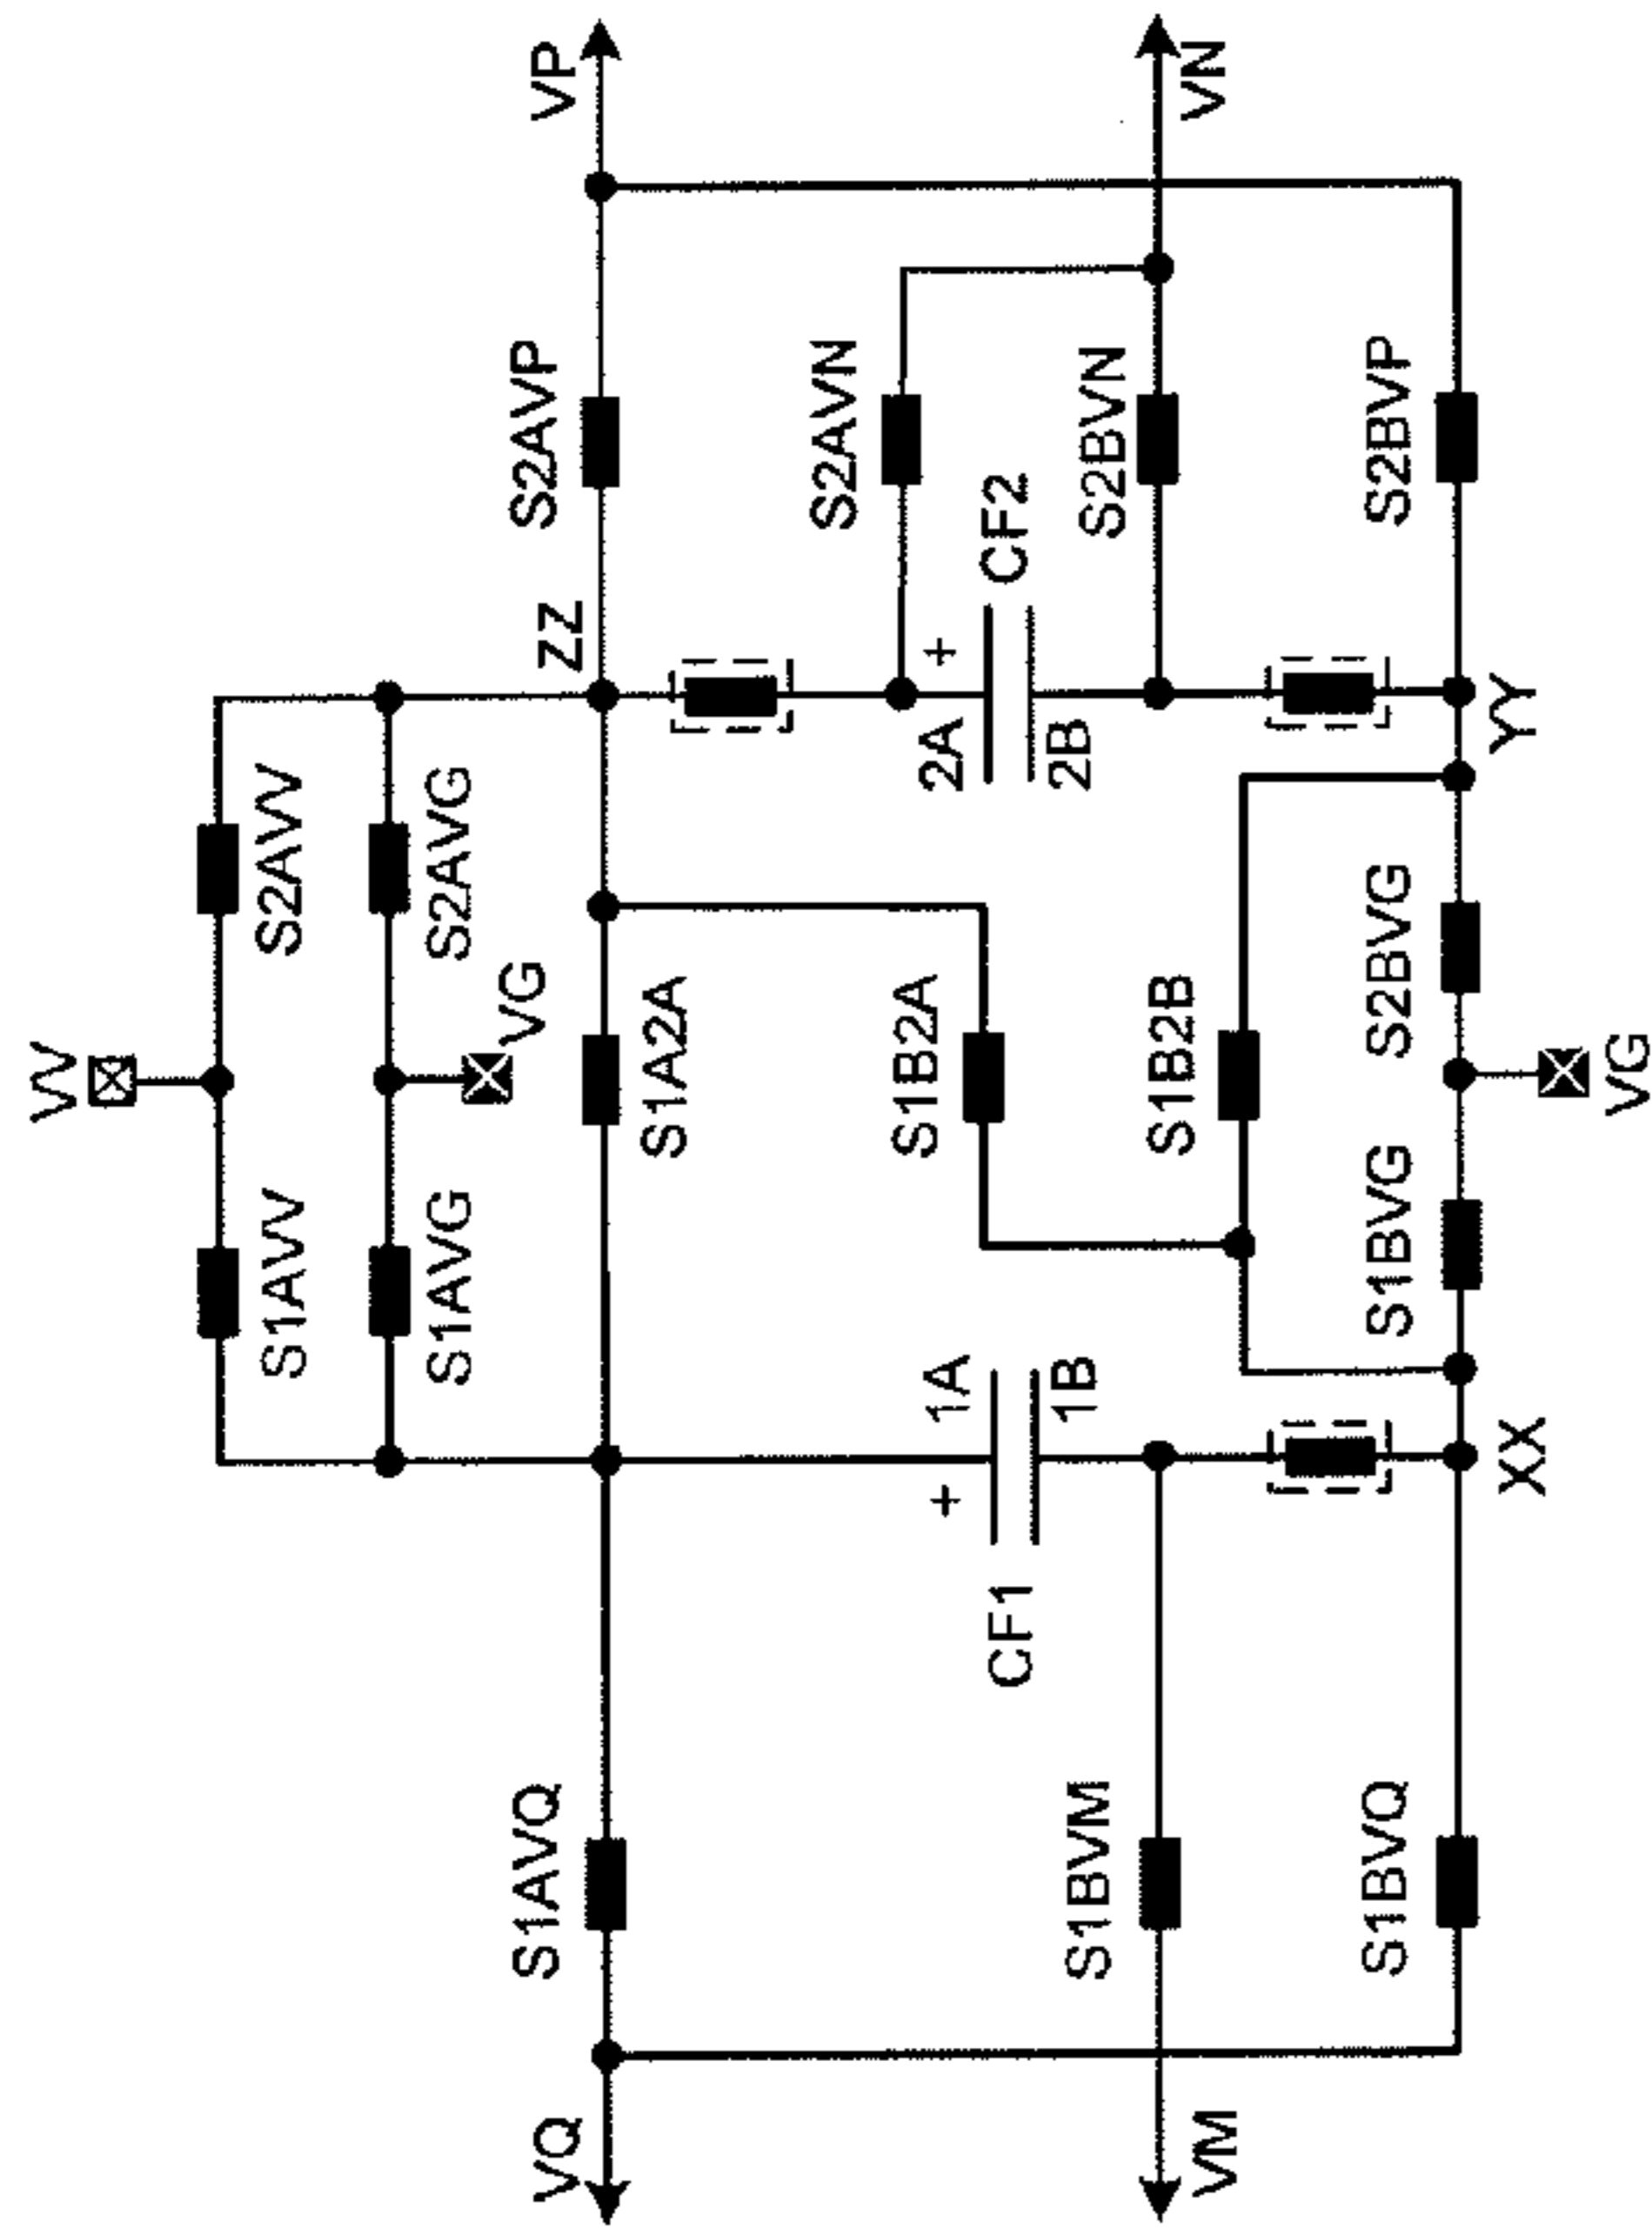 VV
S1AVV
S2AVV
S1AVG
S2AVG
VG
VQ
S1AVQ
ZZ
S2AVP
VP
S1A2A
S2AVN
S1B2A
+
1A
2A
+
CF1
CF2
1B
2B
S1BVM
S2BVN
S1B2B
VM
VN
S1BVQ
S1BVG
S2BVG
S2BVP
XX
YY
VG